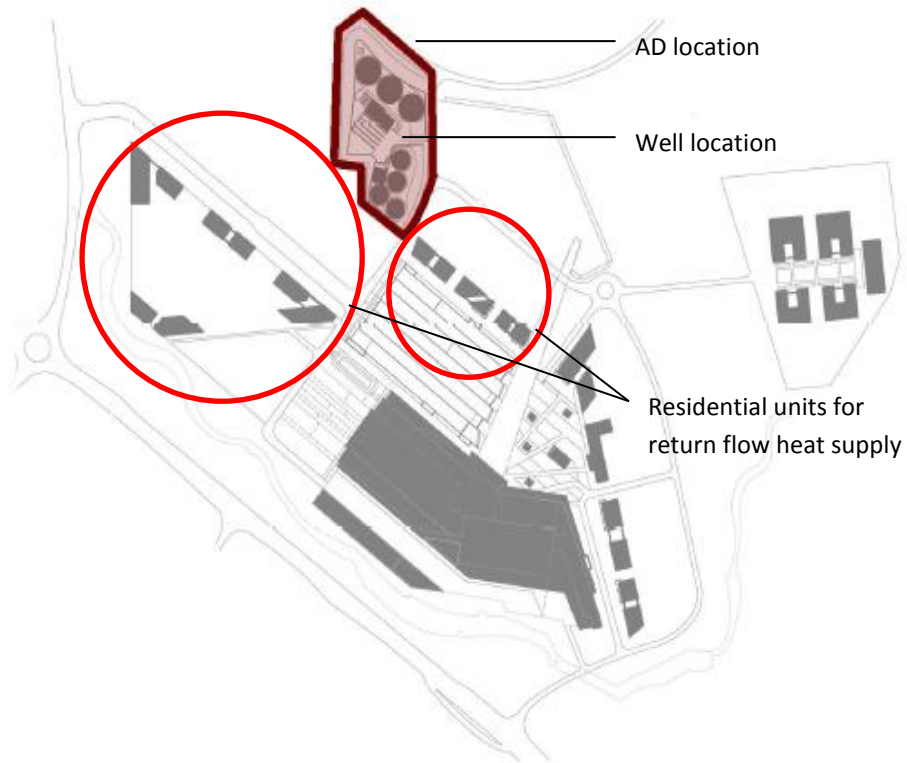 AD location
Well location
Residential units for
return flow heat supply